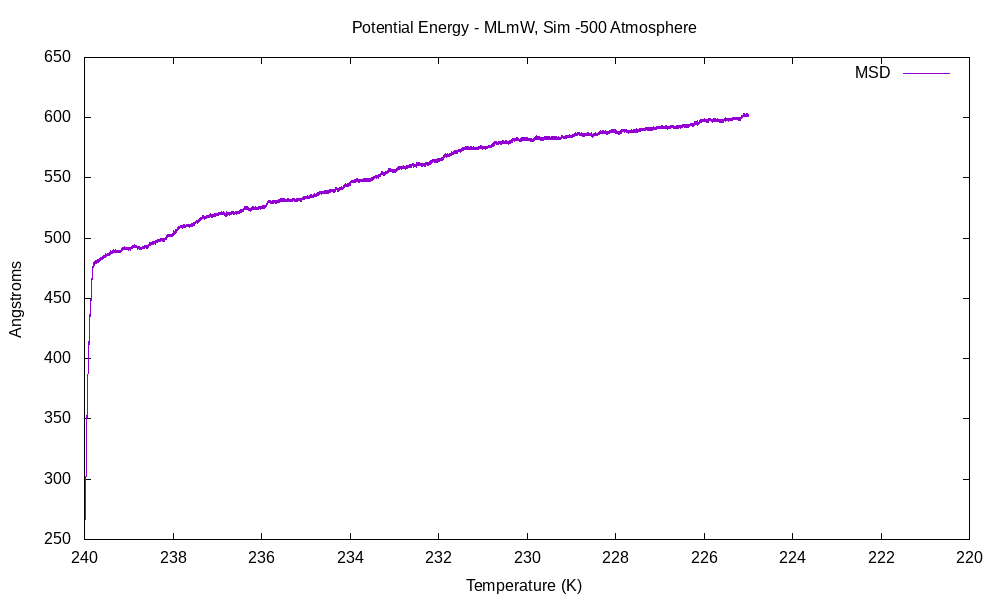 Potential Energy - MLmW, Sim -500 Atmosphere
650
MSD
600
550
500
450
400
350
300
250
Angstroms
240 238 236 234 232 230 228 226 224 222 220
Temperature (K)